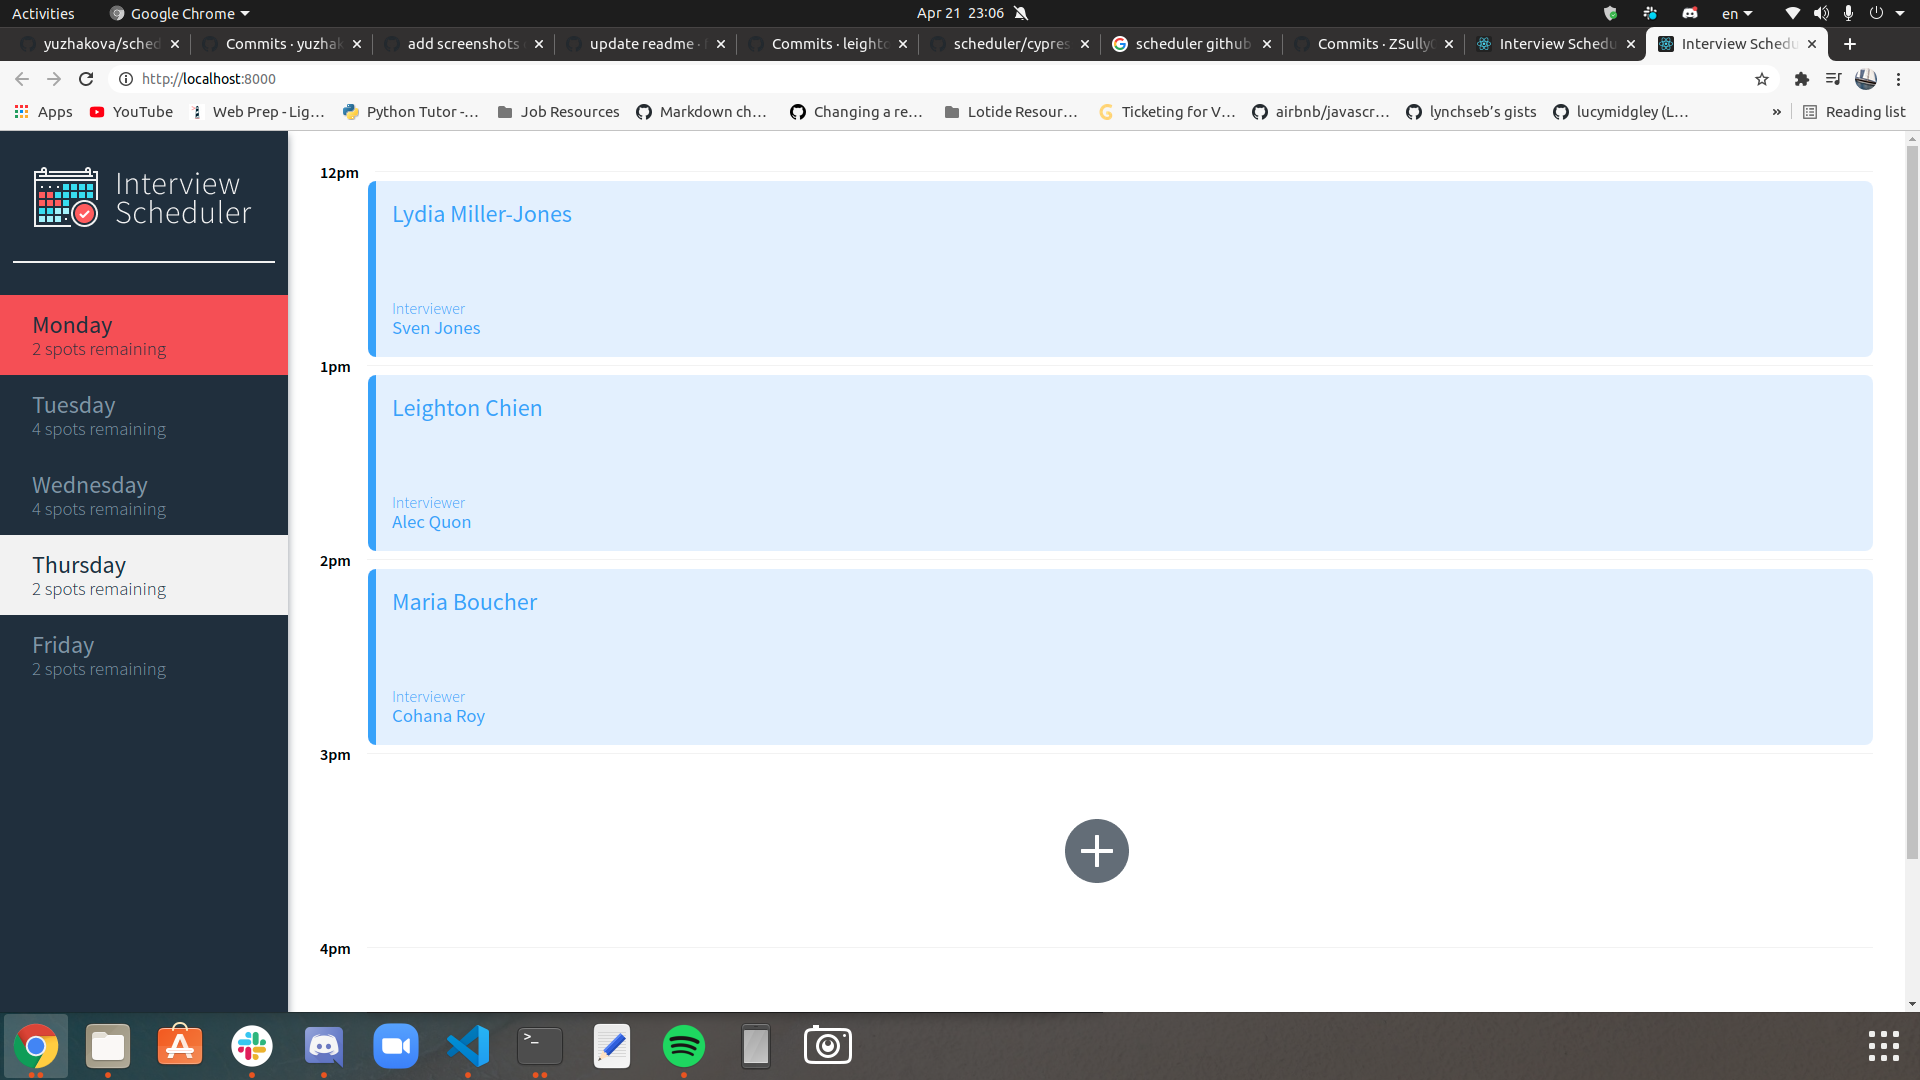 Activities Google Chrome Apr 21 23:06 en
yuzhakova/sched Commits · yuzhak add screenshots update readme · Commits · leight scheduler/cypres scheduler github Commits · ZSully Interview Schedu Interview Schedu
http://localhost:8000
Apps YouTube Web Prep - Lig... Python Tutor -... Job Resources Markdown ch... Changing a re... Lotide Resour... Ticketing for V... airbnb/javascr... lynchseb's gists lucymidgley (L... » Reading list
Interview
Scheduler
Monday
2 spots remaining
Tuesday
4 spots remaining
Wednesday
4 spots remaining
Thursday
2 spots remaining
Friday
2 spots remaining
12pm
Lydia Miller-Jones
Interviewer
Sven Jones
1pm
Leighton Chien
Interviewer
Alec Quon
2pm
Maria Boucher
Interviewer
Cohana Roy
3pm
4pm